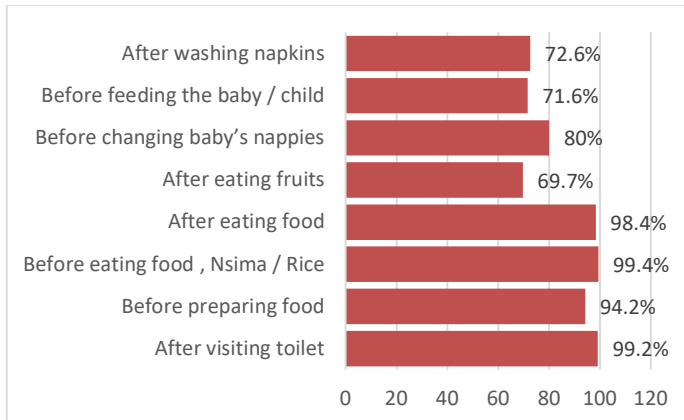 After washing napkins 72.6%
Before feeding the baby / child 71.6%
Before changing baby’s nappies 80%
After eating fruits 69.7%
After eating food 98.4%
Before eating food , Nsima / Rice 99.4%
Before preparing food 94.2%
After visiting toilet 99.2%
0 20 40 60 80 100 120